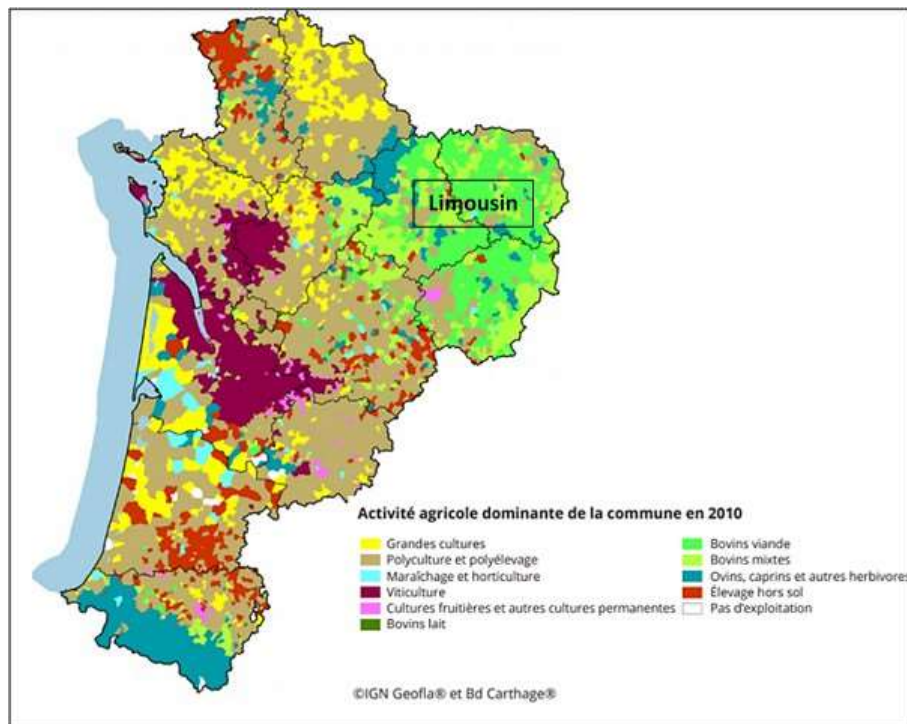 Limousin
Activité agricole dominante de la commune en 2010
Grandes cultures
Polyculture et polyélevage
Maraîchage et horticulture
Viticulture
Cultures fruitières et autres cultures permanentes
Bovins lait
Bovins viande
Bovins mixtes
Ovins, caprins et autres herbivores
Élevage hors sol
Pas d'exploitation
©IGN Geofla® et Bd Carthage®